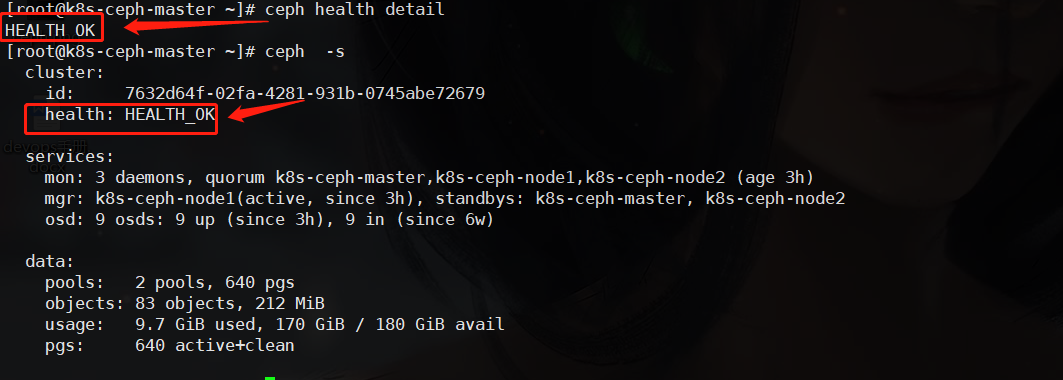 [root@k8s-ceph-master ~]# ceph health detail
HEALTH_OK
[root@k8s-ceph-master ~]# ceph  -s
  cluster:
    id:     7632d64f-02fa-4281-931b-0745abe72679
    health: HEALTH_OK
devops
  services:
    mon: 3 daemons, quorum k8s-ceph-master,k8s-ceph-node1,k8s-ceph-node2 (age 3h)
    mgr: k8s-ceph-node1(active, since 3h), standbys: k8s-ceph-master, k8s-ceph-node2
    osd: 9 osds: 9 up (since 3h), 9 in (since 6w)
  data:
    pools:   2 pools, 640 pgs
    objects: 83 objects, 212 MiB
    usage:   9.7 GiB used, 170 GiB / 180 GiB avail
    pgs:     640 active+clean